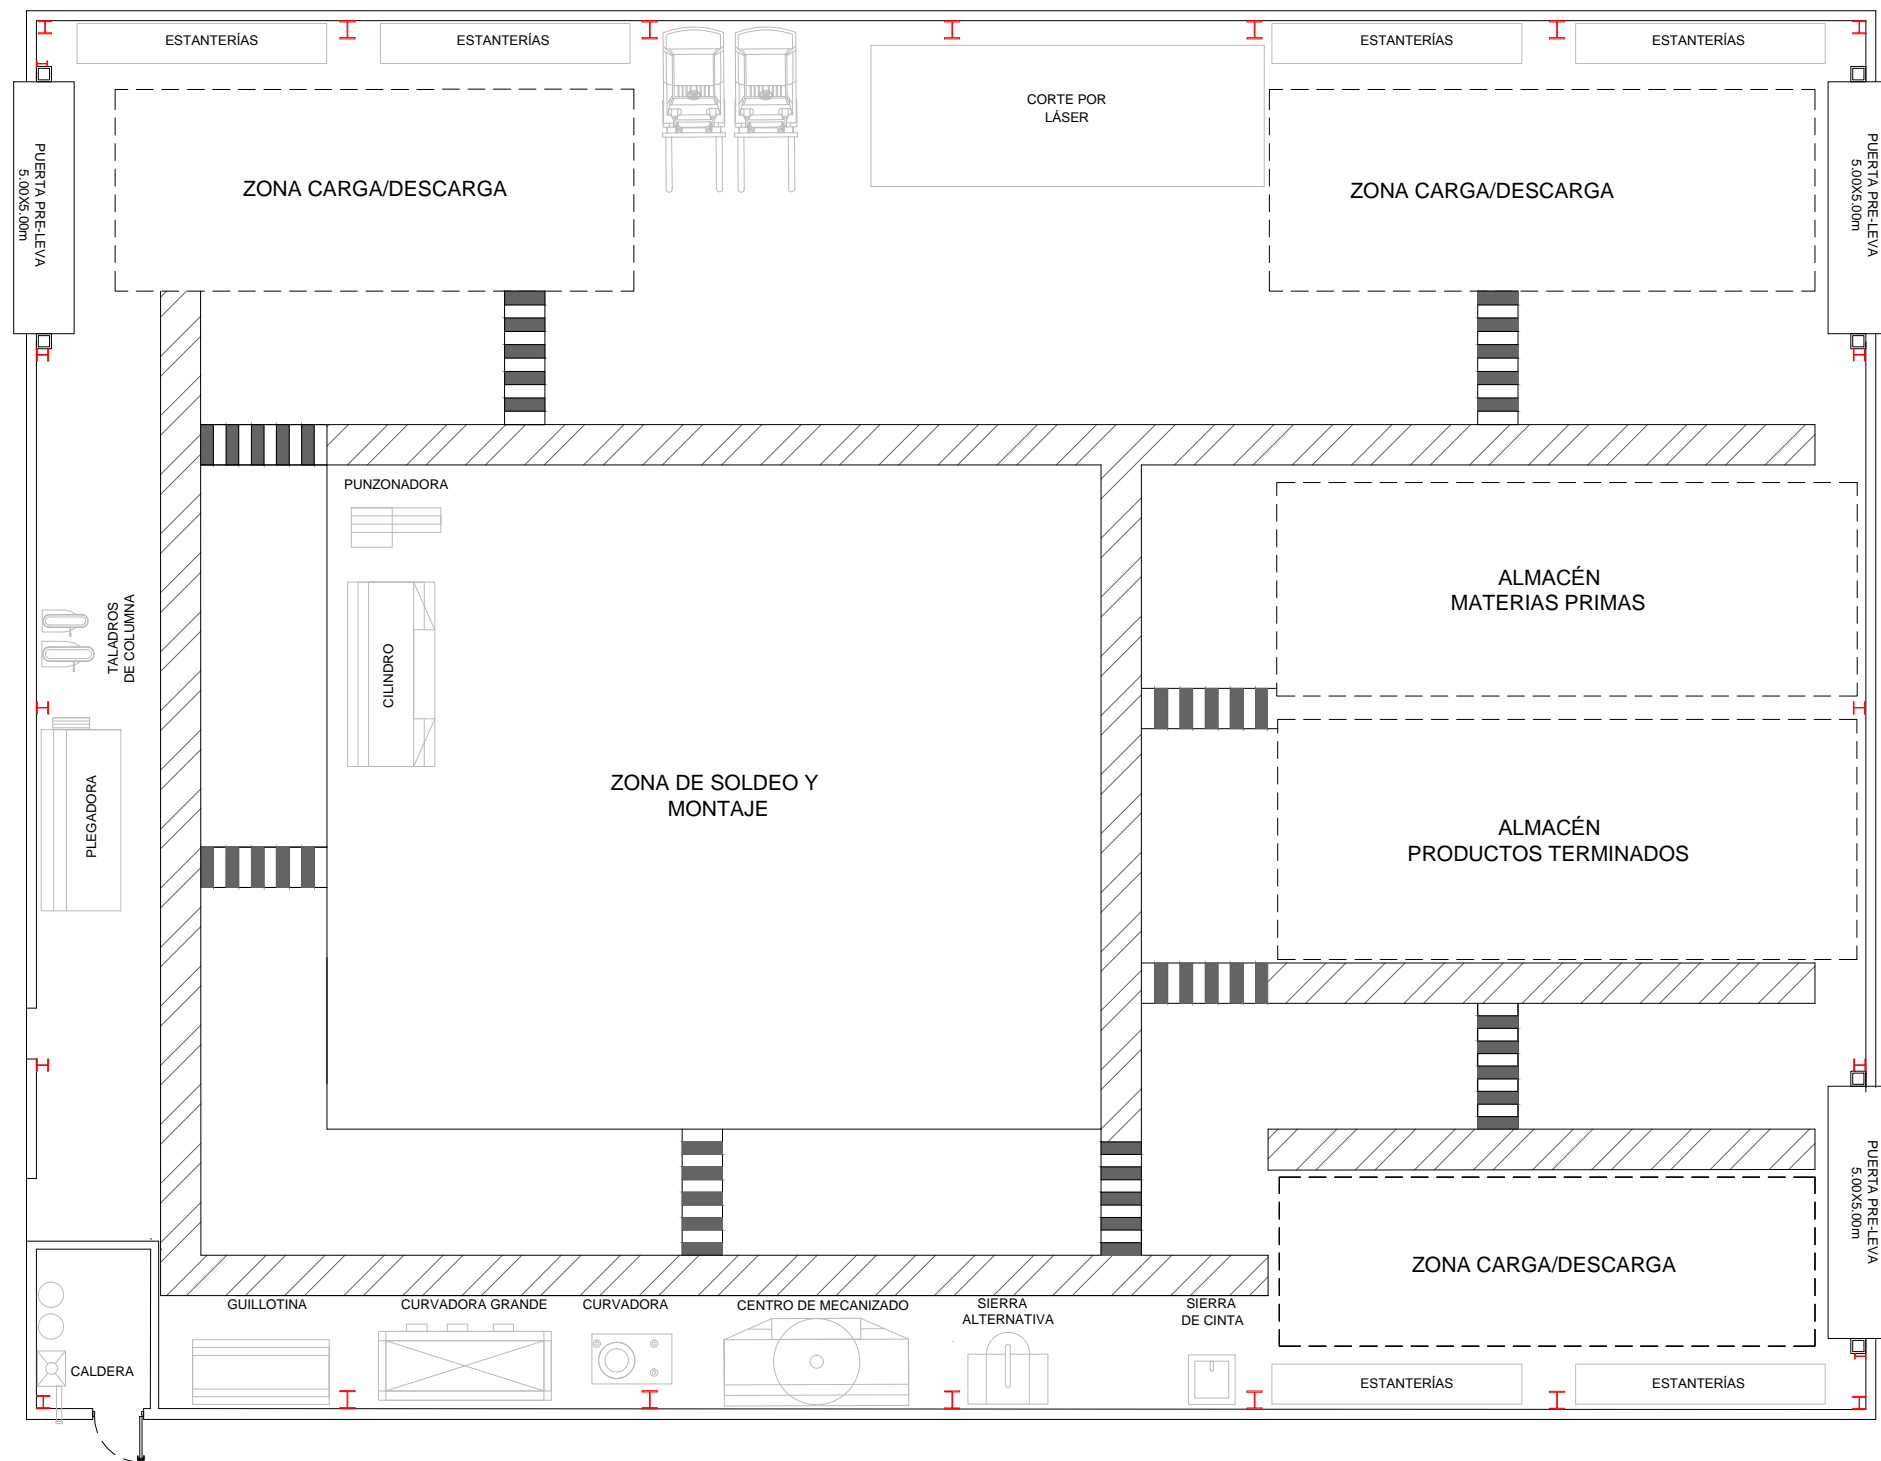 ESTANTERÍAS
ESTANTERÍAS
ESTANTERÍAS
ESTANTERÍAS
CORTE POR
LÁSER
PUERTA PRE-LEVA
5.00X5.00m
ZONA CARGA/DESCARGA
ZONA CARGA/DESCARGA
PUERTA PRE-LEVA
5.00X5.00m
PUNZONADORA
TALADROS
DE COLUMNA
CILINDRO
ALMACÉN
MATERIAS PRIMAS
PLEGADORA
ZONA DE SOLDEO Y
MONTAJE
ALMACÉN
PRODUCTOS TERMINADOS
PUERTA PRE-LEVA
5.00X5.00m
ZONA CARGA/DESCARGA
GUILLOTINA
CURVADORA GRANDE
CURVADORA
CENTRO DE MECANIZADO
SIERRA
ALTERNATIVA
SIERRA
DE CINTA
CALDERA
ESTANTERÍAS
ESTANTERÍAS